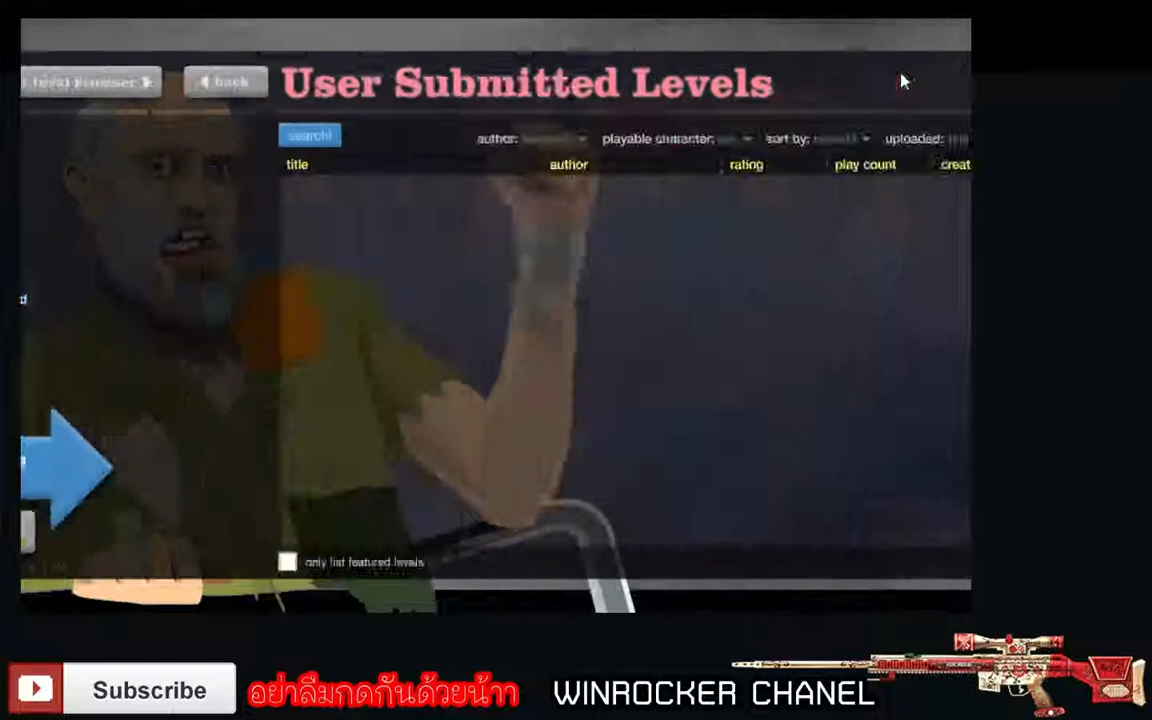 back
User Submitted Levels
search!
author:
playable character:
sort by:
uploaded:
title
author
rating
play count
creat
only list featured levels
Subscribe
อย่าลืมกดกันด้วยน้าา
WINROCKER CHANEL